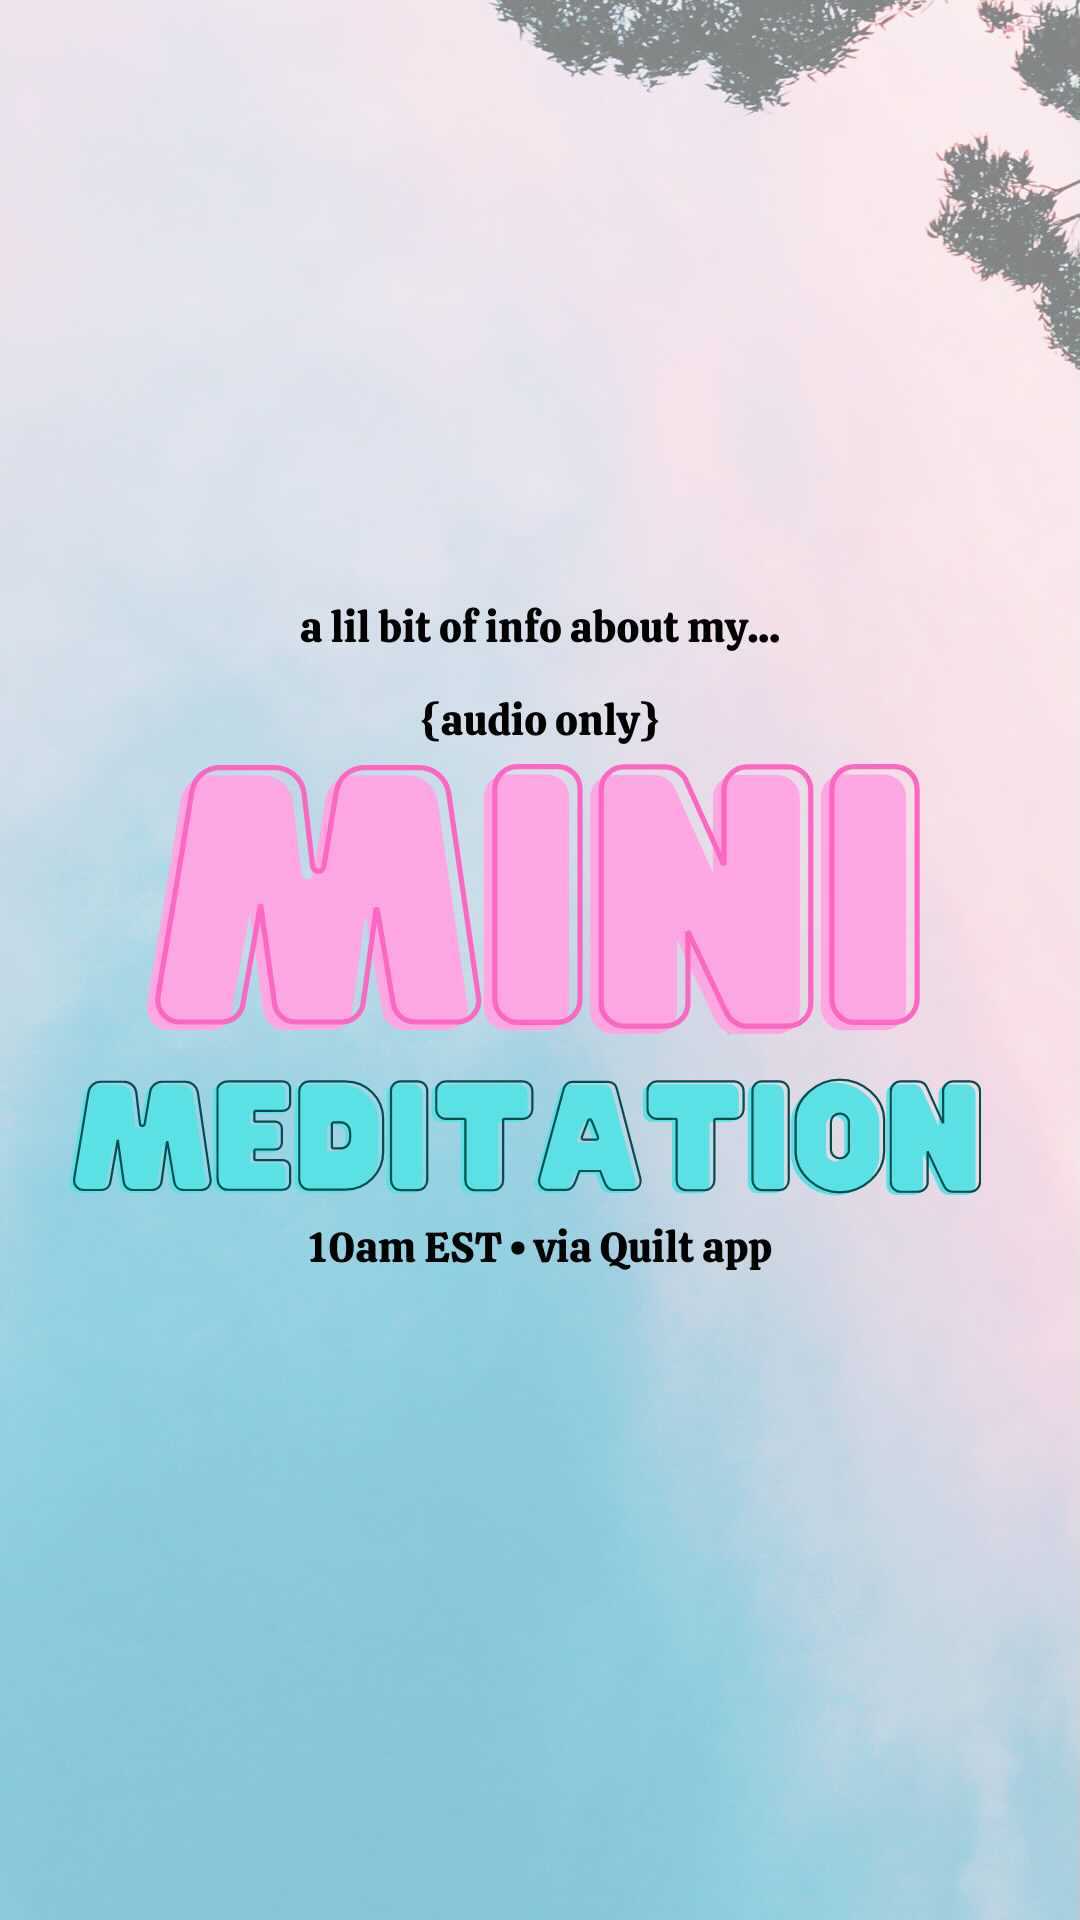 a lil bit of info about my...
{audio only}
MINI
MEDITATION
10am EST • via Quilt app